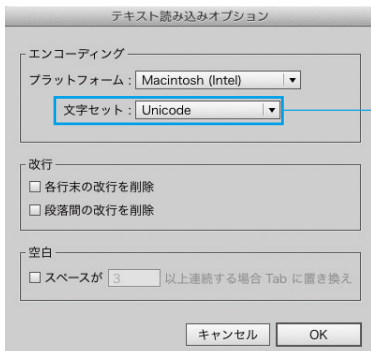 テキスト読み込みオプション
エンコーディング
プラットフォーム : Macintosh (Intel)
文字セット : Unicode
改行
各行末の改行を削除
段落間の改行を削除
空白
スペースが 3 以上連続する場合 Tab に置き換え
キャンセル OK